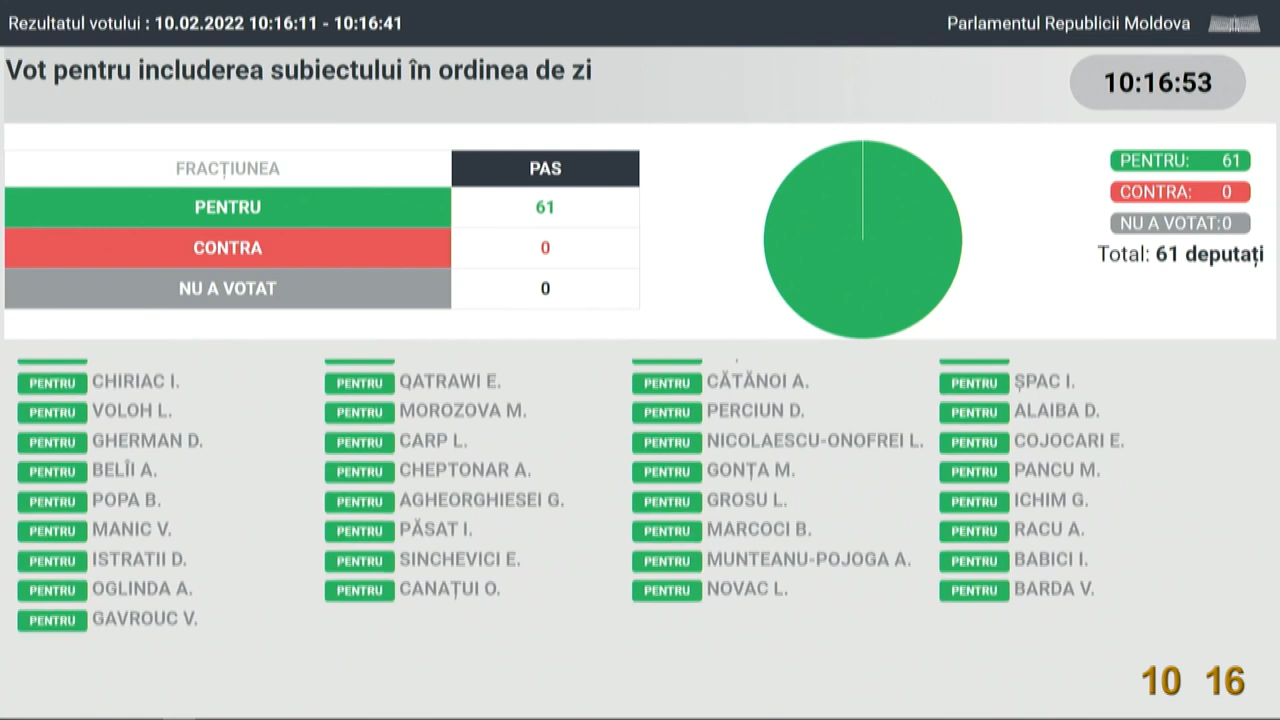 Rezultatul votului : 10.02.2022 10:16:11 - 10:16:41
Parlamentul Republicii Moldova
Vot pentru includerea subiectului în ordinea de zi
10:16:53
FRACȚIUNEA PAS
PENTRU 61
CONTRA 0
NU A VOTAT 0
PENTRU: 61
CONTRA: 0
NU A VOTAT:0
Total: 61 deputați
PENTRU CHIRIAC I. PENTRU QATRAWI E. PENTRU CĂTĂNOI A. PENTRU ȘPAC I.
PENTRU VOLOH L. PENTRU MOROZOVA M. PENTRU PERCIUN D. PENTRU ALAIBA D.
PENTRU GHERMAN D. PENTRU CARP L. PENTRU NICOLAESCU-ONOFREI L. PENTRU COJOCARI E.
PENTRU BELÎI A. PENTRU CHEPTONAR A. PENTRU GONȚA M. PENTRU PANCU M.
PENTRU POPA B. PENTRU AGHEORGHIESEI G. PENTRU GROSU L. PENTRU ICHIM G.
PENTRU MANIC V. PENTRU PĂSAT I. PENTRU MARCOCI B. PENTRU RACU A.
PENTRU ISTRATII D. PENTRU SINCHEVICI E. PENTRU MUNTEANU-POJOGA A. PENTRU BABICI I.
PENTRU OGLINDA A. PENTRU CANAȚUI O. PENTRU NOVAC L. PENTRU BARDA V.
PENTRU GAVROUC V.
10 16